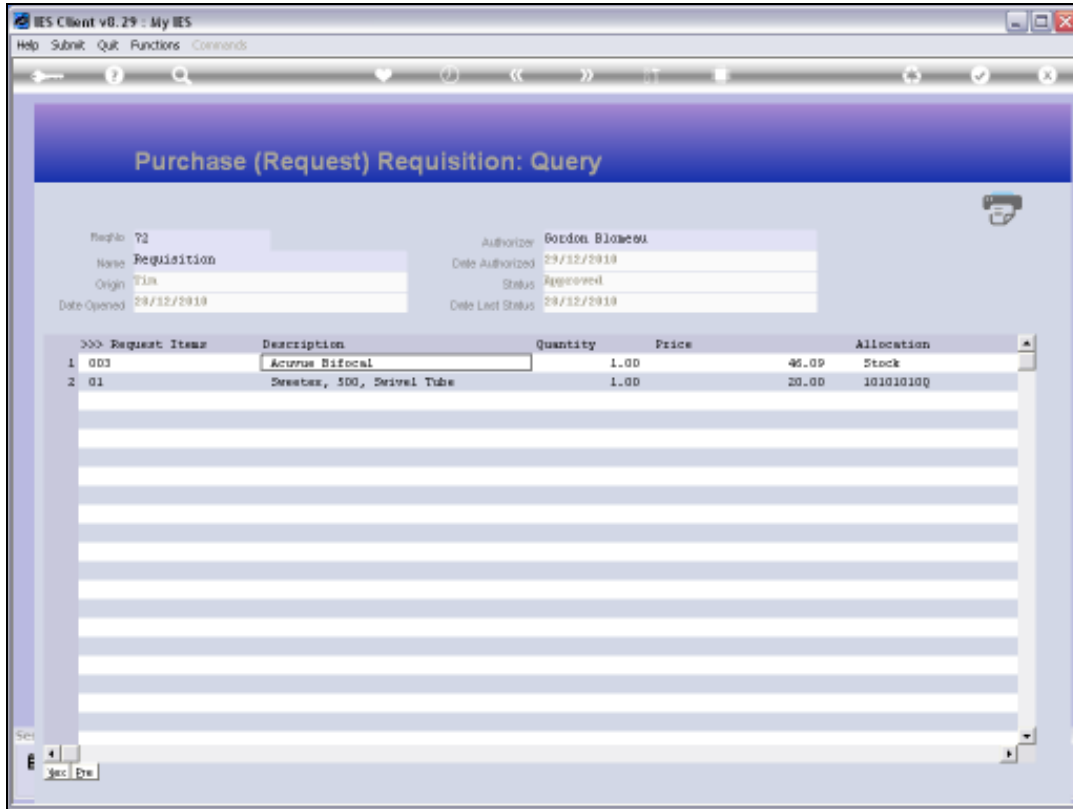 IES Client v8.29 : My IES
Help Submit Quit Functions Commands
Purchase (Request) Requisition: Query
ReqNo 72
Name Requisition
Origin Tim
Date Opened 28/12/2010
Authorizer Gordon Blomeau
Date Authorized 29/12/2010
Status Approved
Date Last Status 28/12/2010
>>> Request Items Description Quantity Price Allocation
1 003 Acuvue Bifocal 1.00 46.09 Stock
2 01 Sweetex, 500, Swivel Tube 1.00 20.00 10101010Q